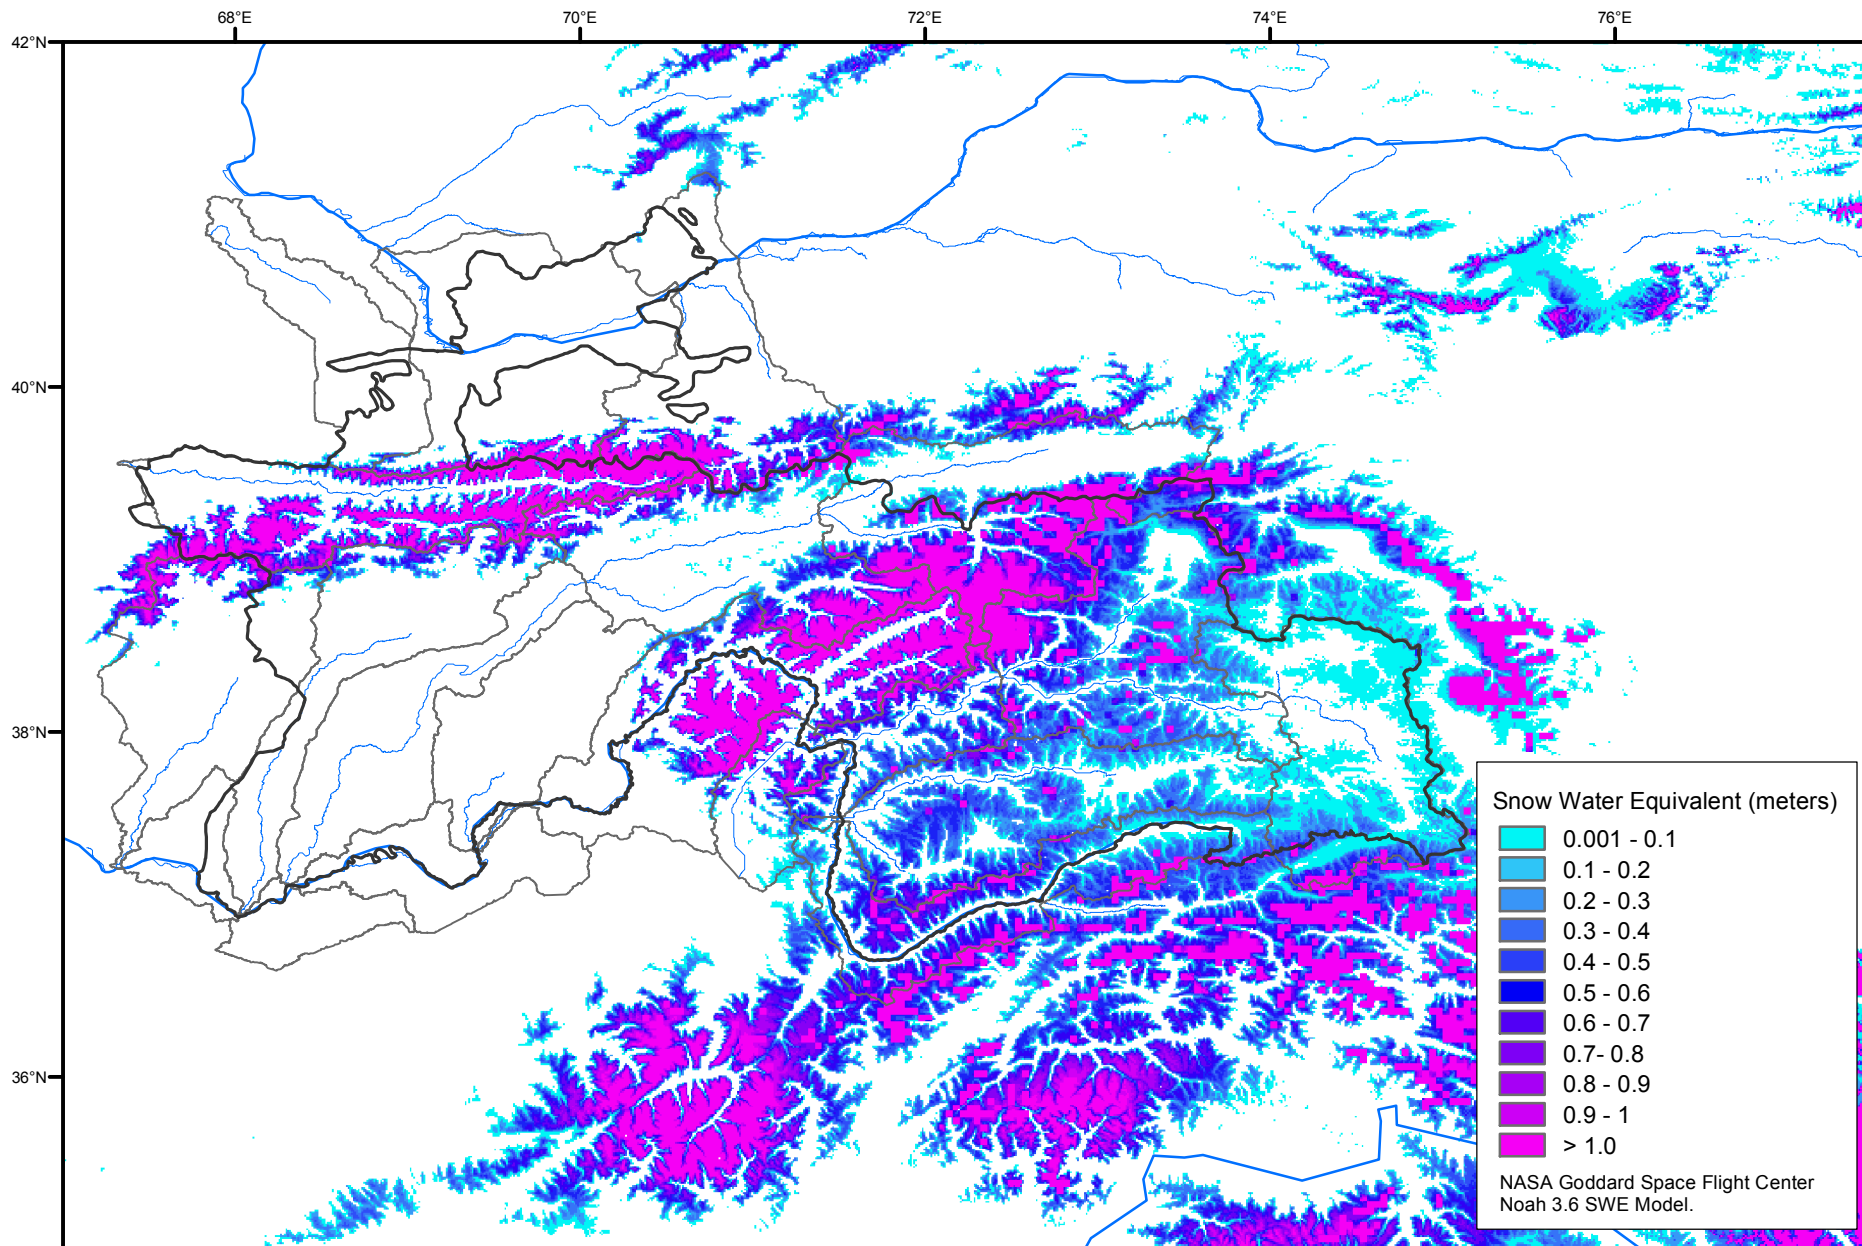 68°E
70°E
72°E
74°E
76°E
42°N
40°N
38°N
36°N
Snow Water Equivalent (meters)
0.001 - 0.1
0.1 - 0.2
0.2 - 0.3
0.3 - 0.4
0.4 - 0.5
0.5 - 0.6
0.6 - 0.7
0.7- 0.8
0.8 - 0.9
0.9 - 1
> 1.0
NASA Goddard Space Flight Center
Noah 3.6 SWE Model.